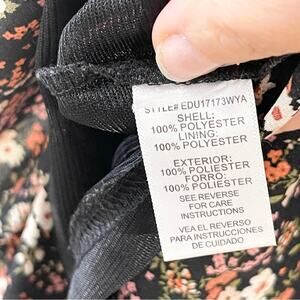 STYLE# EDU17173WYA
SHELL:
100% POLYESTER
LINING:
100% POLYESTER
EXTERIOR:
100% POLIESTER
FORRO:
100% POLIESTER
SEE REVERSE
FOR CARE
INSTRUCTIONS
VEA EL REVERSO
PARA INSTRUCCIONES
DE CUIDADO